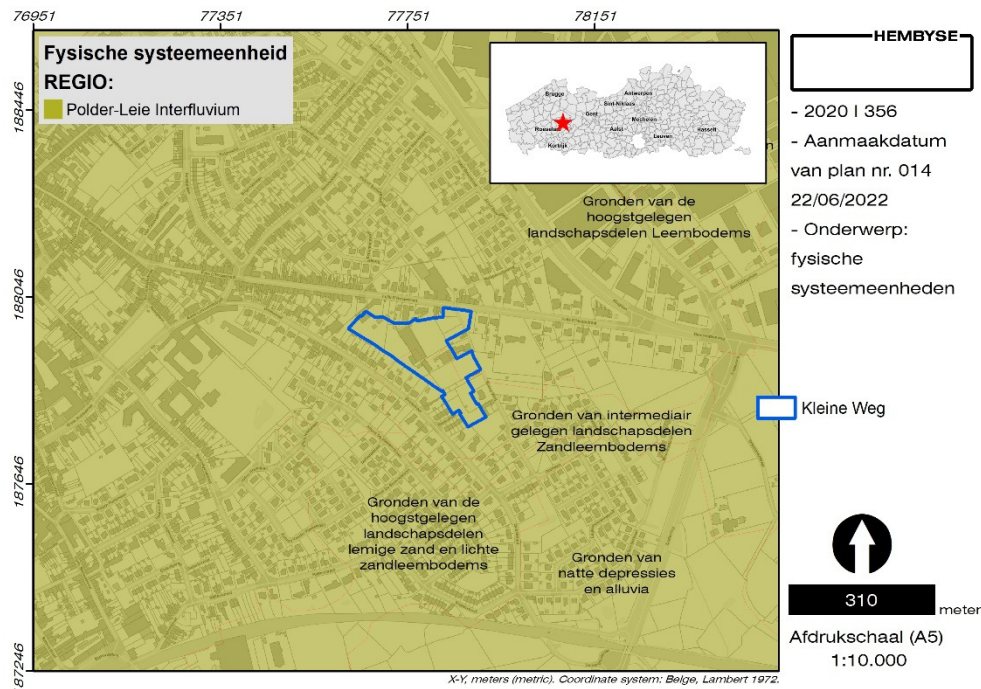 76951
77351
77751
78151
188446
188046
187646
87246
Fysische systeemeenheid
REGIO:
Polder-Leie Interfluvium
Brugge
Antwerpen
Sint-Niklaas
Gent
Mechelen
Roeselare
Aalst
Leuven
Hasselt
Kortrijk
Gronden van de
hoogstgelegen
landschapsdelen Leembodems
Gronden van intermediair
gelegen landschapsdelen
Zandleembodems
Gronden van de
hoogstgelegen
landschapsdelen
lemige zand en lichte
zandleembodems
Gronden van
natte depressies
en alluvia
X-Y, meters (metric). Coordinate system: Belge, Lambert 1972.
HEMBYSE
- 2020 I 356
- Aanmaakdatum
van plan nr. 014
22/06/2022
- Onderwerp:
fysische
systeemeenheden
Kleine Weg
310
meter
Afdrukschaal (A5)
1:10.000